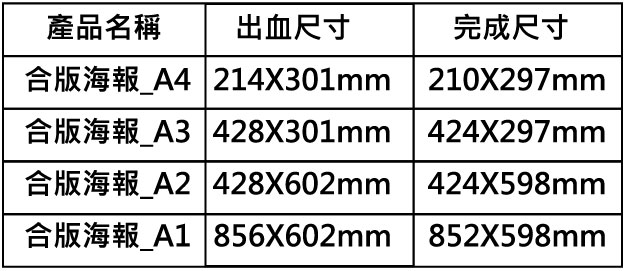 產品名稱 出血尺寸 完成尺寸
合版海報_A4 214X301mm 210X297mm
合版海報_A3 428X301mm 424X297mm
合版海報_A2 428X602mm 424X598mm
合版海報_A1 856X602mm 852X598mm